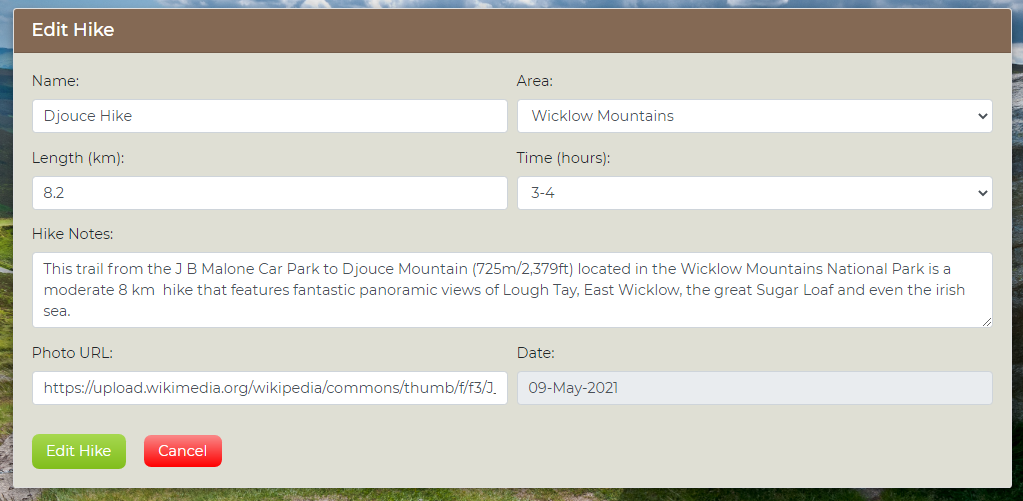 Edit Hike
Name:
Area:
Djouce Hike
Wicklow Mountains
Length (km):
Time (hours):
8.2
3-4
Hike Notes:
This trail from the J B Malone Car Park to Djouce Mountain (725m/2,379ft) located in the Wicklow Mountains National Park is a
moderate 8 km  hike that features fantastic panoramic views of Lough Tay, East Wicklow, the great Sugar Loaf and even the irish
sea.
Photo URL:
Date:
https://upload.wikimedia.org/wikipedia/commons/thumb/f/f3/J_
09-May-2021
Edit Hike
Cancel